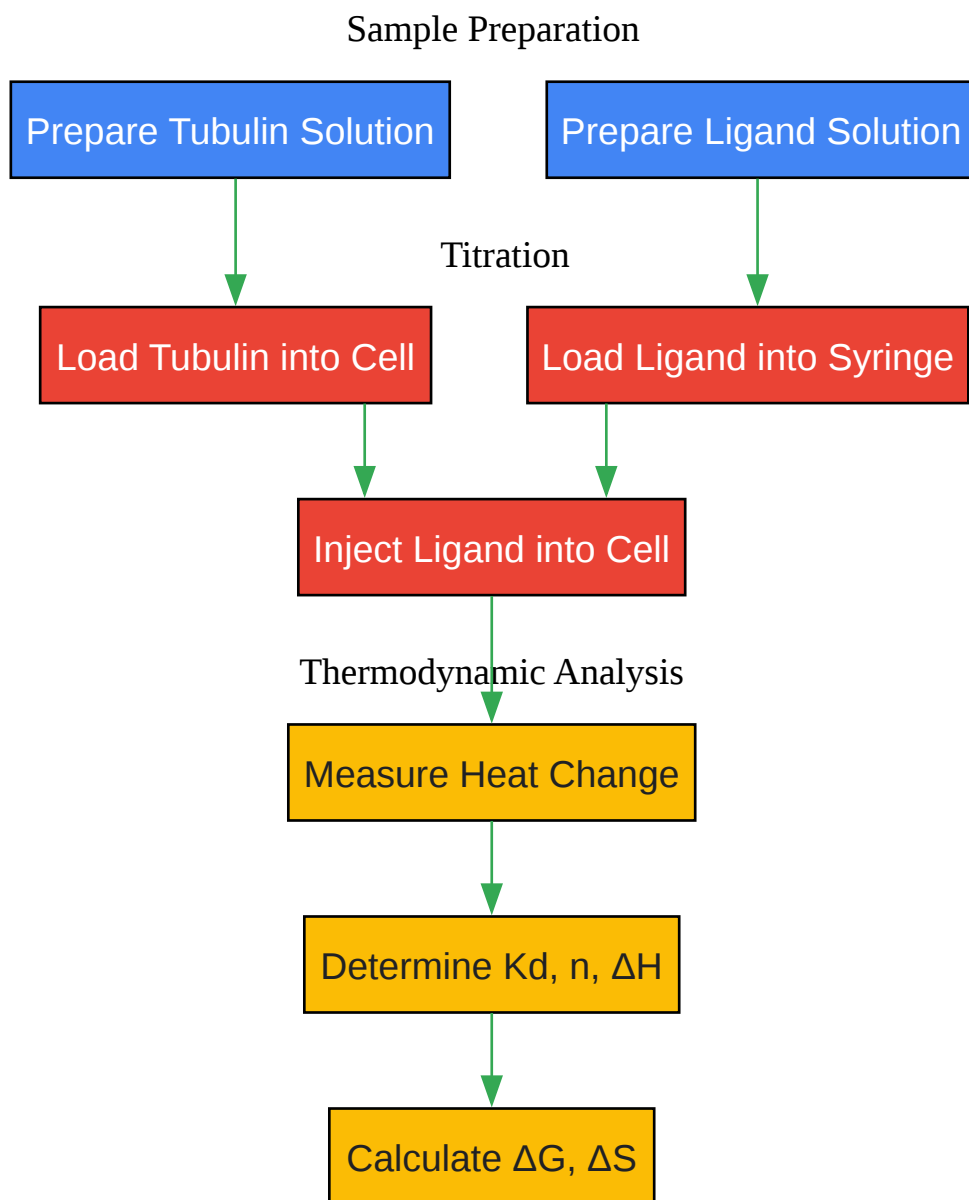 Sample Preparation
Prepare Tubulin Solution
Prepare Ligand Solution
Titration
Load Tubulin into Cell
Load Ligand into Syringe
Inject Ligand into Cell
Thermodynamic Analysis
Measure Heat Change
Determine Kd, n, ΔH
Calculate ΔG, ΔS